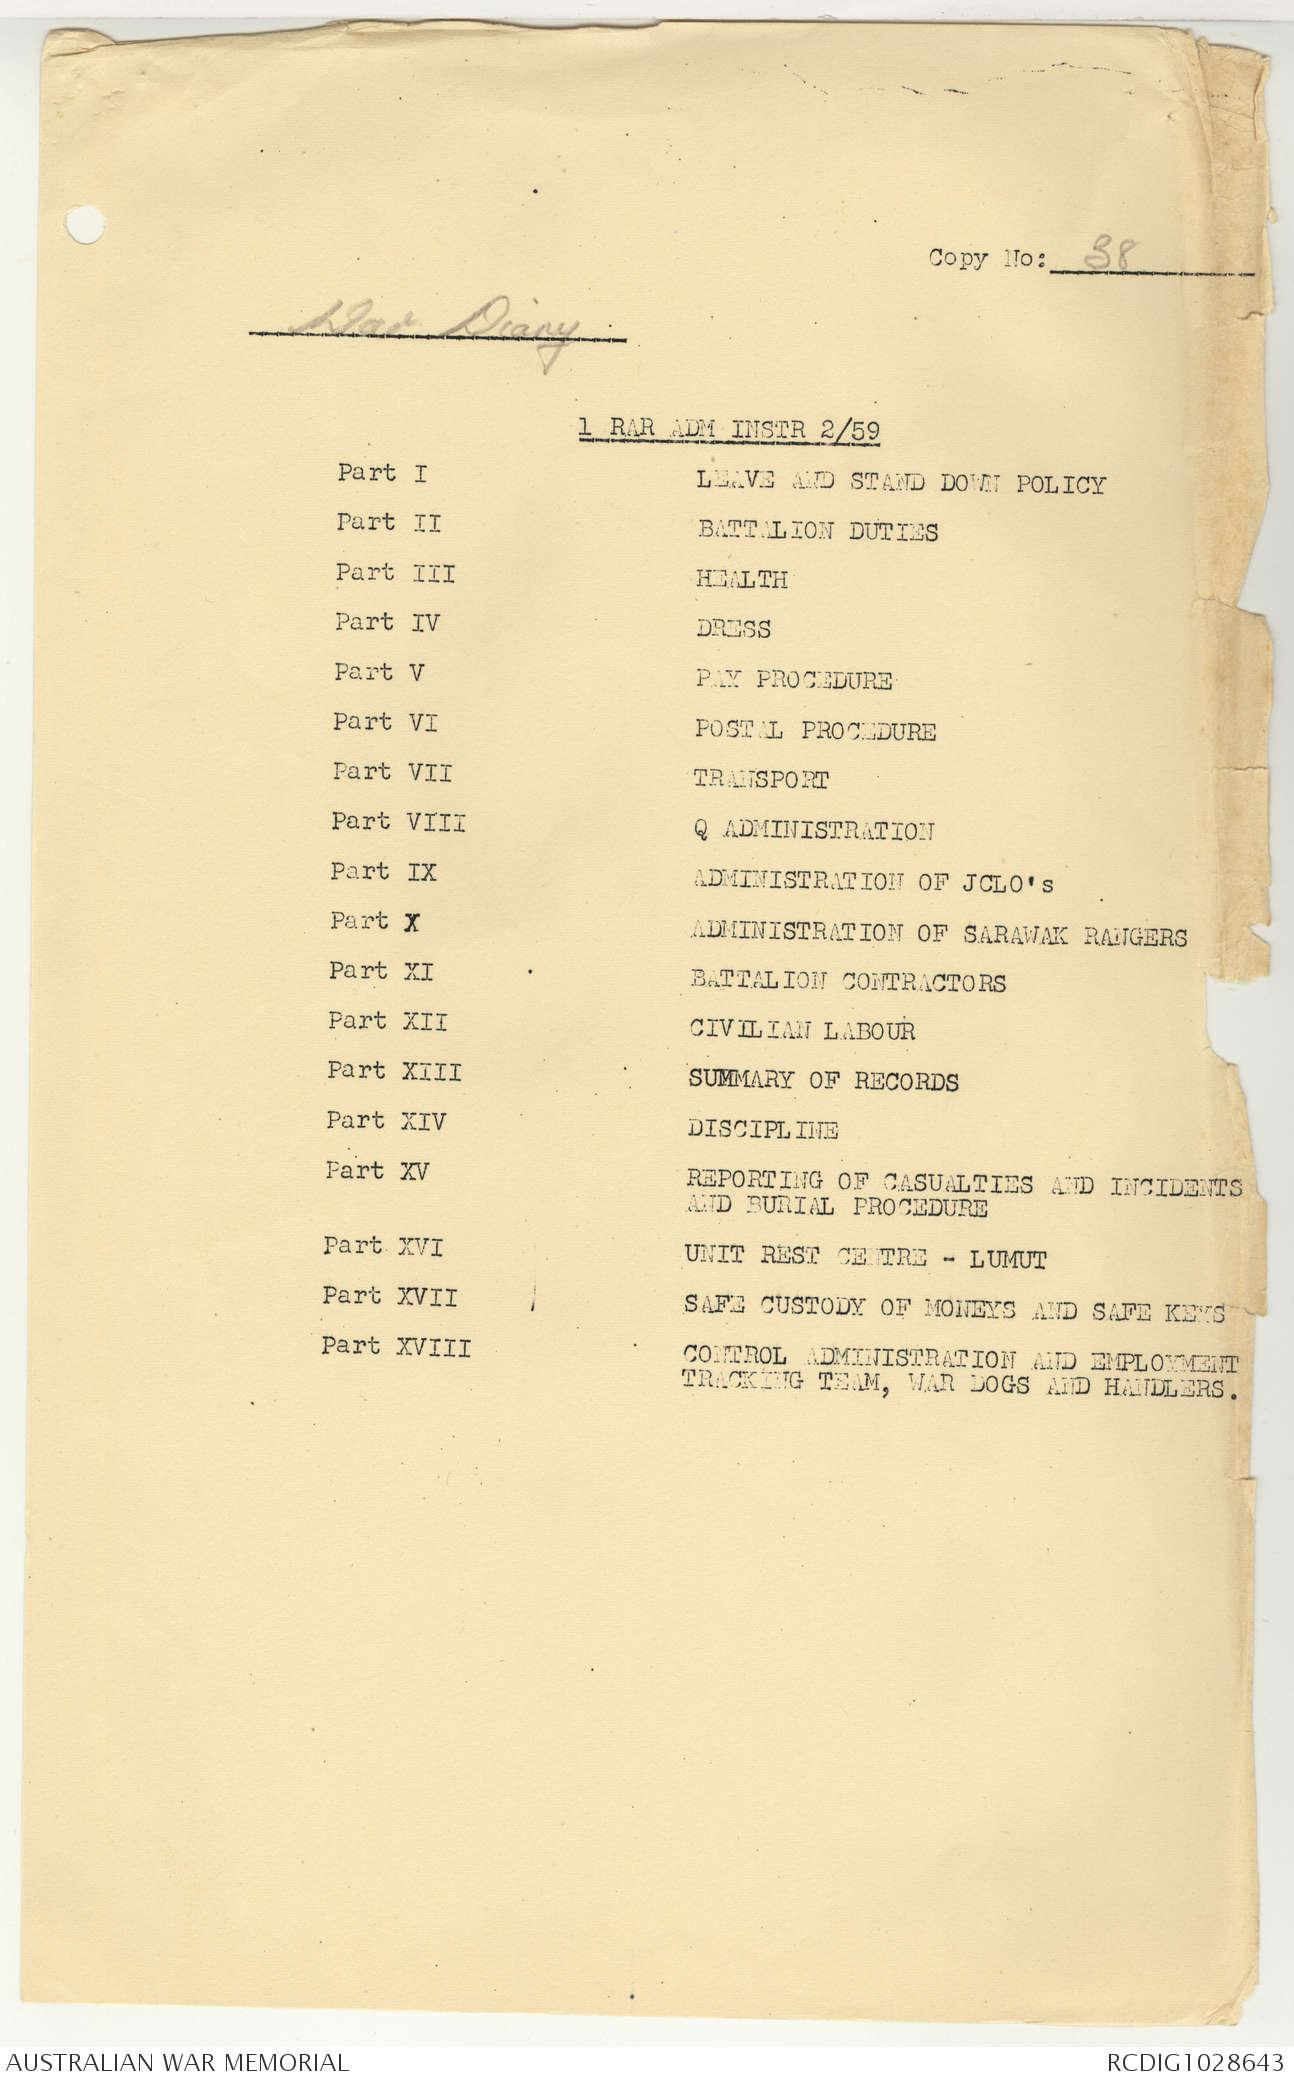 Copy No: 38
War Diary
1 RAR ADM INSTR 2/59
Part I LEAVE AND STAND DOWN POLICY
Part II BATTALION DUTIES
Part III HEALTH
Part IV DRESS
Part V PAY PROCEDURE
Part VI POSTAL PROCEDURE
Part VII TRANSPORT
Part VIII Q ADMINISTRATION
Part IX ADMINISTRATION OF JCLO's
Part X ADMINISTRATION OF SARAWAK RANGERS
Part XI BATTALION CONTRACTORS
Part XII CIVILIAN LABOUR
Part XIII SUMMARY OF RECORDS
Part XIV DISCIPLINE
Part XV REPORTING OF CASUALTIES AND INCIDENTS
AND BURIAL PROCEDURE
Part XVI UNIT REST CENTRE - LUMUT
Part XVII SAFE CUSTODY OF MONEYS AND SAFE KEYS
Part XVIII CONTROL ADMINISTRATION AND EMPLOYMENT
TRACKING TEAM, WAR DOGS AND HANDLERS.
AUSTRALIAN WAR MEMORIAL RCDIG1028643